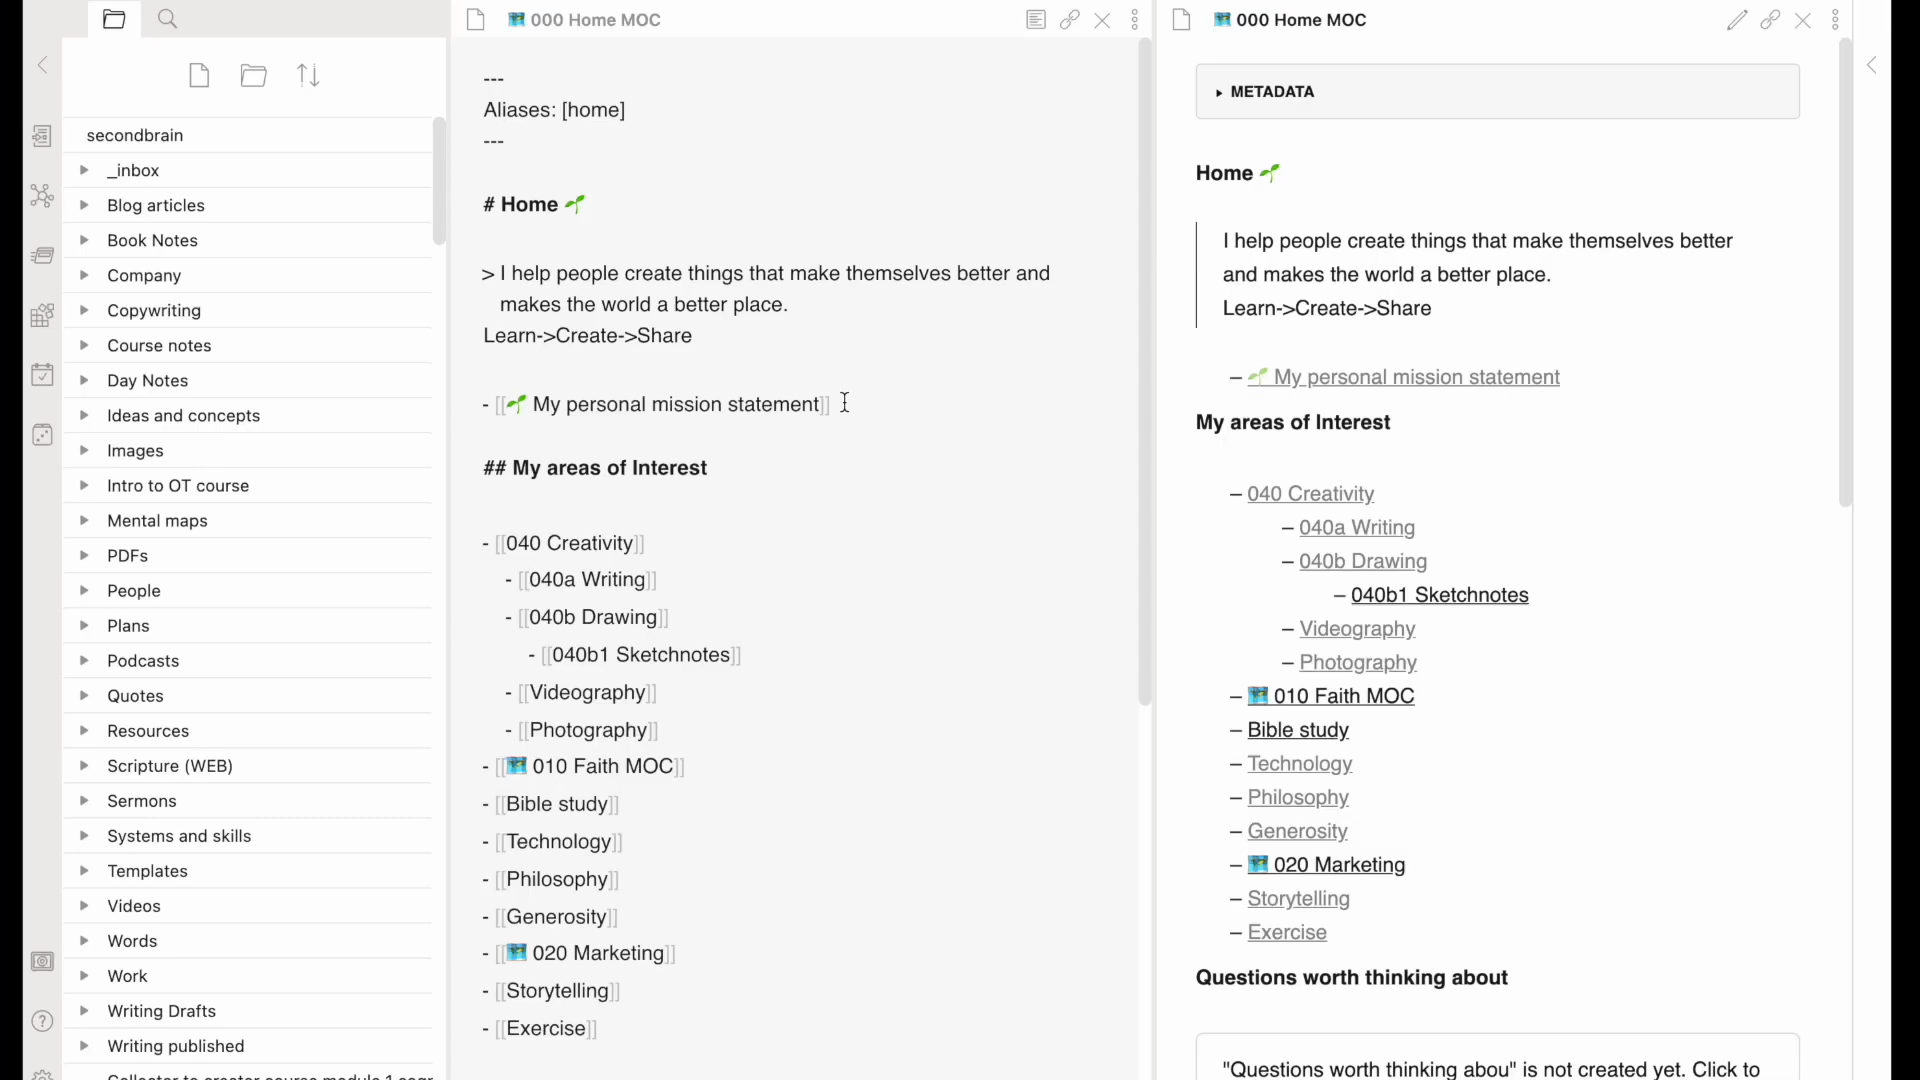 secondbrain
_inbox
Blog articles
Book Notes
Company
Copywriting
Course notes
Day Notes
Ideas and concepts
Images
Intro to OT course
Mental maps
PDFs
People
Plans
Podcasts
Quotes
Resources
Scripture (WEB)
Sermons
Systems and skills
Templates
Videos
Words
Work
Writing Drafts
Writing published
000 Home MOC
---
Aliases: [home]
---
# Home 🌱
> I help people create things that make themselves better and
makes the world a better place.
Learn->Create->Share
- [[🌱 My personal mission statement]]
## My areas of Interest
- [[040 Creativity]]
- [[040a Writing]]
- [[040b Drawing]]
- [[040b1 Sketchnotes]]
- [[Videography]]
- [[Photography]]
- [[🗺️ 010 Faith MOC]]
- [[Bible study]]
- [[Technology]]
- [[Philosophy]]
- [[Generosity]]
- [[🗺️ 020 Marketing]]
- [[Storytelling]]
- [[Exercise]]
000 Home MOC
METADATA
Home 🌱
I help people create things that make themselves better
and makes the world a better place.
Learn->Create->Share
– 🌱 My personal mission statement
My areas of Interest
– 040 Creativity
– 040a Writing
– 040b Drawing
– 040b1 Sketchnotes
– Videography
– Photography
– 🗺️ 010 Faith MOC
– Bible study
– Technology
– Philosophy
– Generosity
– 🗺️ 020 Marketing
– Storytelling
– Exercise
Questions worth thinking about
"Questions worth thinking abou" is not created yet. Click to